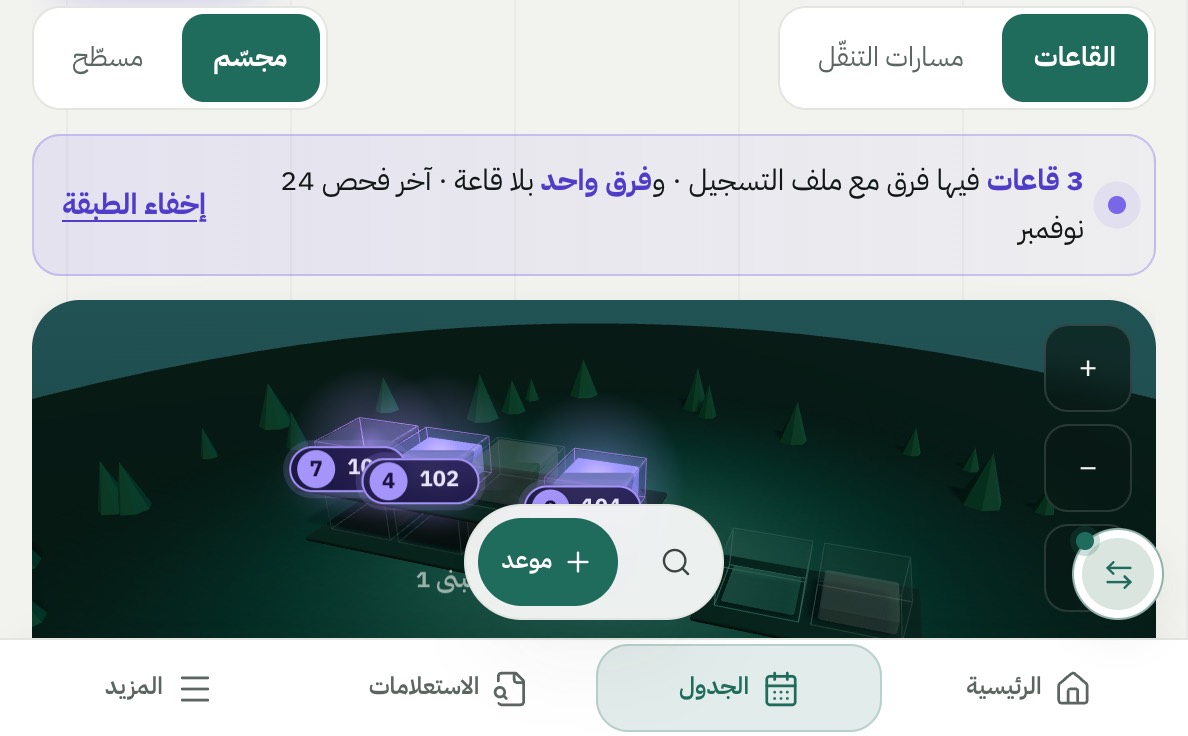 القاعات
مسارات التنقّل
مجسّم
مسطّح
3 قاعات فيها فرق مع ملف التسجيل · وفرق واحد بلا قاعة · آخر فحص 24
نوفمبر
إخفاء الطبقة
+
−
7
4 102
موعد +
1
الرئيسية
الجدول
الاستعلامات
المزيد